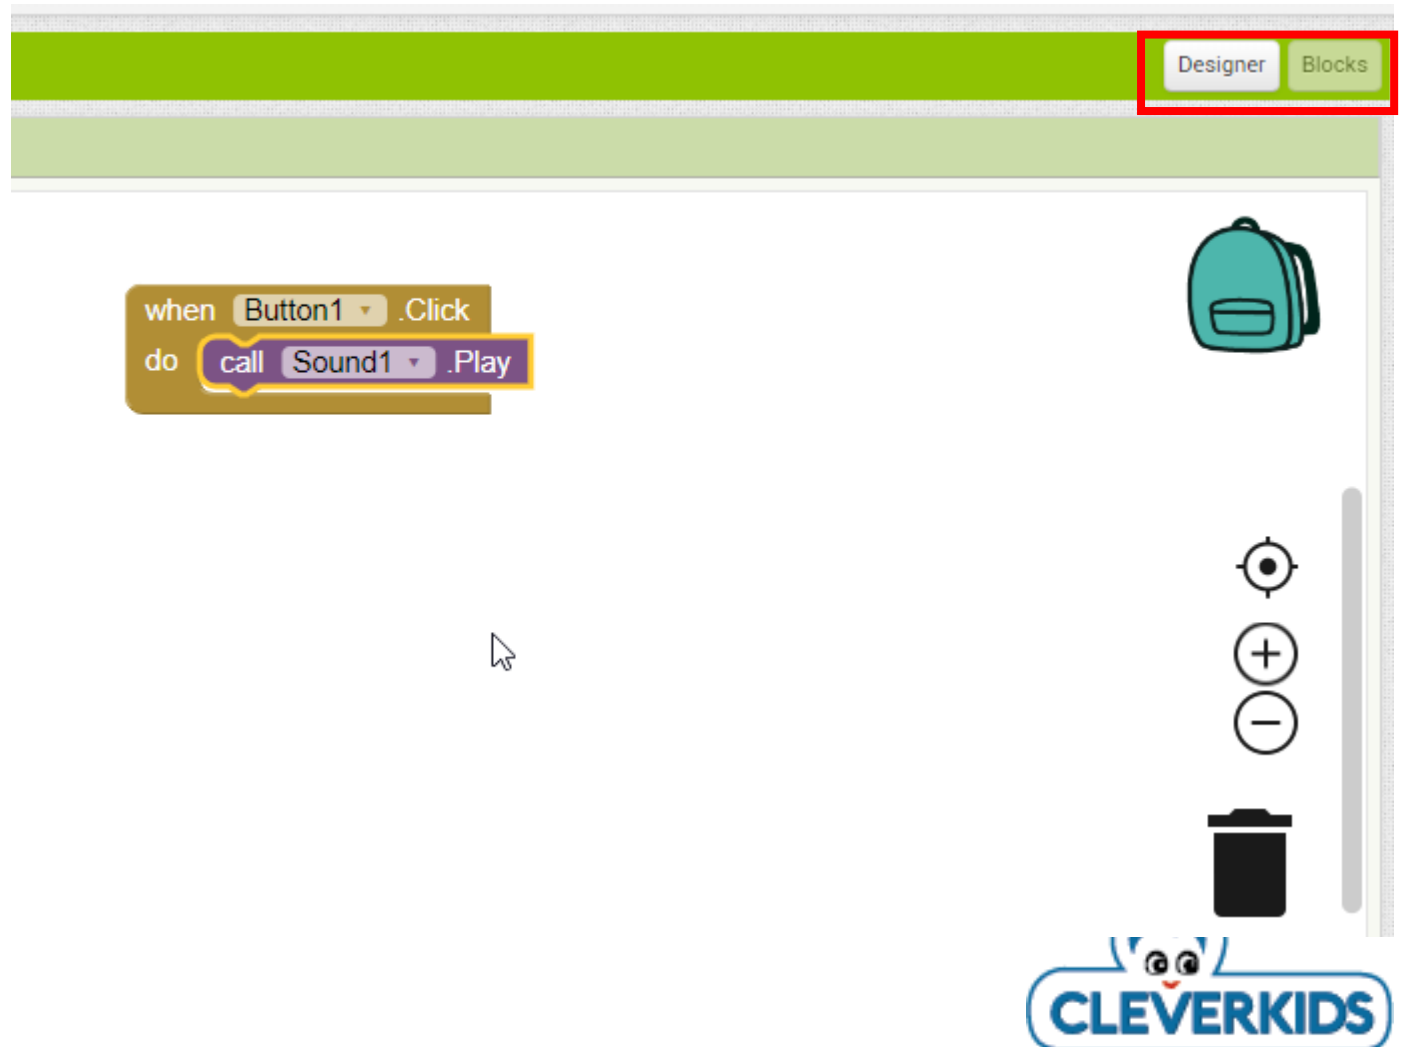 Designer Blocks
when Button1 .Click
do call Sound1 .Play
CLEVERKIDS